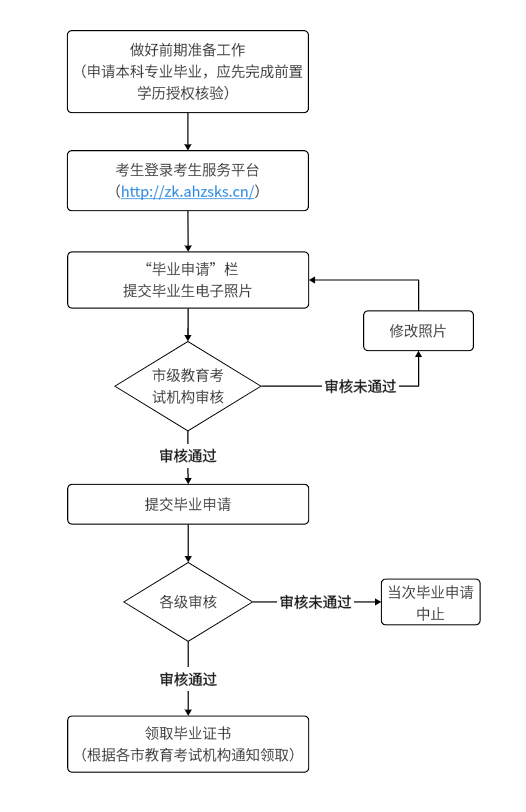 做好前期准备工作
（申请本科专业毕业，应先完成前置
学历授权核验）
考生登录考生服务平台
（http://zk.ahzsks.cn/）
“毕业申请”栏
提交毕业生电子照片
修改照片
市级教育考
试机构审核
审核未通过
审核通过
提交毕业申请
各级审核
审核未通过
当次毕业申请
中止
审核通过
领取毕业证书
（根据各市教育考试机构通知领取）